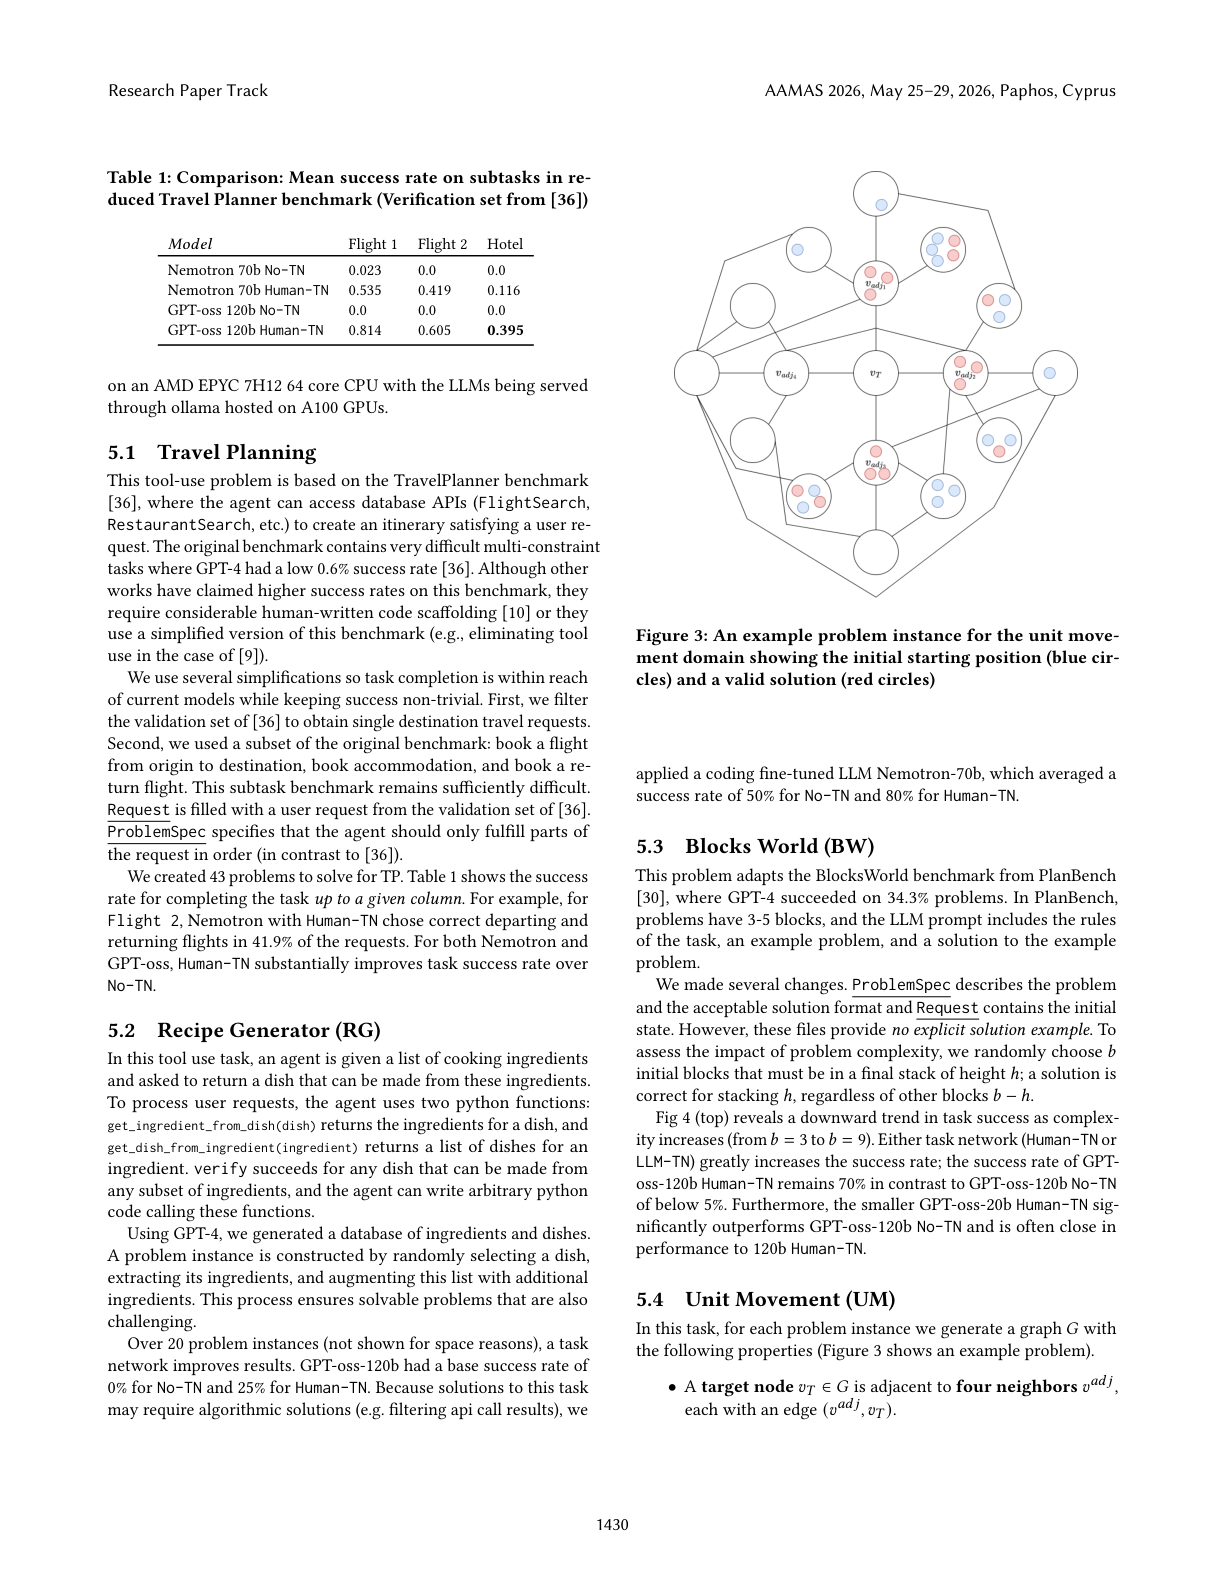 Research Paper Track
AAMAS 2026, May 25–29, 2026, Paphos, Cyprus
Table 1: Comparison: Mean success rate on subtasks in re-
duced Travel Planner benchmark (Verification set from [36])
Model Flight 1 Flight 2 Hotel
Nemotron 70b No-TN 0.023 0.0 0.0
Nemotron 70b Human-TN 0.535 0.419 0.116
GPT-oss 120b No-TN 0.0 0.0 0.0
GPT-oss 120b Human-TN 0.814 0.605 0.395
on an AMD EPYC 7H12 64 core CPU with the LLMs being served
through ollama hosted on A100 GPUs.
5.1 Travel Planning
This tool-use problem is based on the TravelPlanner benchmark
[36], where the agent can access database APIs (FlightSearch,
RestaurantSearch, etc.) to create an itinerary satisfying a user re-
quest. The original benchmark contains very difficult multi-constraint
tasks where GPT-4 had a low 0.6% success rate [36]. Although other
works have claimed higher success rates on this benchmark, they
require considerable human-written code scaffolding [10] or they
use a simplified version of this benchmark (e.g., eliminating tool
use in the case of [9]).
We use several simplifications so task completion is within reach
of current models while keeping success non-trivial. First, we filter
the validation set of [36] to obtain single destination travel requests.
Second, we used a subset of the original benchmark: book a flight
from origin to destination, book accommodation, and book a re-
turn flight. This subtask benchmark remains sufficiently difficult.
Request is filled with a user request from the validation set of [36].
ProblemSpec specifies that the agent should only fulfill parts of
the request in order (in contrast to [36]).
We created 43 problems to solve for TP. Table 1 shows the success
rate for completing the task up to a given column. For example, for
Flight 2, Nemotron with Human-TN chose correct departing and
returning flights in 41.9% of the requests. For both Nemotron and
GPT-oss, Human-TN substantially improves task success rate over
No-TN.
5.2 Recipe Generator (RG)
In this tool use task, an agent is given a list of cooking ingredients
and asked to return a dish that can be made from these ingredients.
To process user requests, the agent uses two python functions:
get_ingredient_from_dish(dish) returns the ingredients for a dish, and
get_dish_from_ingredient(ingredient) returns a list of dishes for an
ingredient. verify succeeds for any dish that can be made from
any subset of ingredients, and the agent can write arbitrary python
code calling these functions.
Using GPT-4, we generated a database of ingredients and dishes.
A problem instance is constructed by randomly selecting a dish,
extracting its ingredients, and augmenting this list with additional
ingredients. This process ensures solvable problems that are also
challenging.
Over 20 problem instances (not shown for space reasons), a task
network improves results. GPT-oss-120b had a base success rate of
0% for No-TN and 25% for Human-TN. Because solutions to this task
may require algorithmic solutions (e.g. filtering api call results), we
v_adj1
v_adj4
v_T
v_adj2
v_adj3
Figure 3: An example problem instance for the unit move-
ment domain showing the initial starting position (blue cir-
cles) and a valid solution (red circles)
applied a coding fine-tuned LLM Nemotron-70b, which averaged a
success rate of 50% for No-TN and 80% for Human-TN.
5.3 Blocks World (BW)
This problem adapts the BlocksWorld benchmark from PlanBench
[30], where GPT-4 succeeded on 34.3% problems. In PlanBench,
problems have 3-5 blocks, and the LLM prompt includes the rules
of the task, an example problem, and a solution to the example
problem.
We made several changes. ProblemSpec describes the problem
and the acceptable solution format and Request contains the initial
state. However, these files provide no explicit solution example. To
assess the impact of problem complexity, we randomly choose b
initial blocks that must be in a final stack of height h; a solution is
correct for stacking h, regardless of other blocks b − h.
Fig 4 (top) reveals a downward trend in task success as complex-
ity increases (from b = 3 to b = 9). Either task network (Human-TN or
LLM-TN) greatly increases the success rate; the success rate of GPT-
oss-120b Human-TN remains 70% in contrast to GPT-oss-120b No-TN
of below 5%. Furthermore, the smaller GPT-oss-20b Human-TN sig-
nificantly outperforms GPT-oss-120b No-TN and is often close in
performance to 120b Human-TN.
5.4 Unit Movement (UM)
In this task, for each problem instance we generate a graph G with
the following properties (Figure 3 shows an example problem).
• A target node v_T ∈ G is adjacent to four neighbors v^adj,
each with an edge (v^adj, v_T).
1430